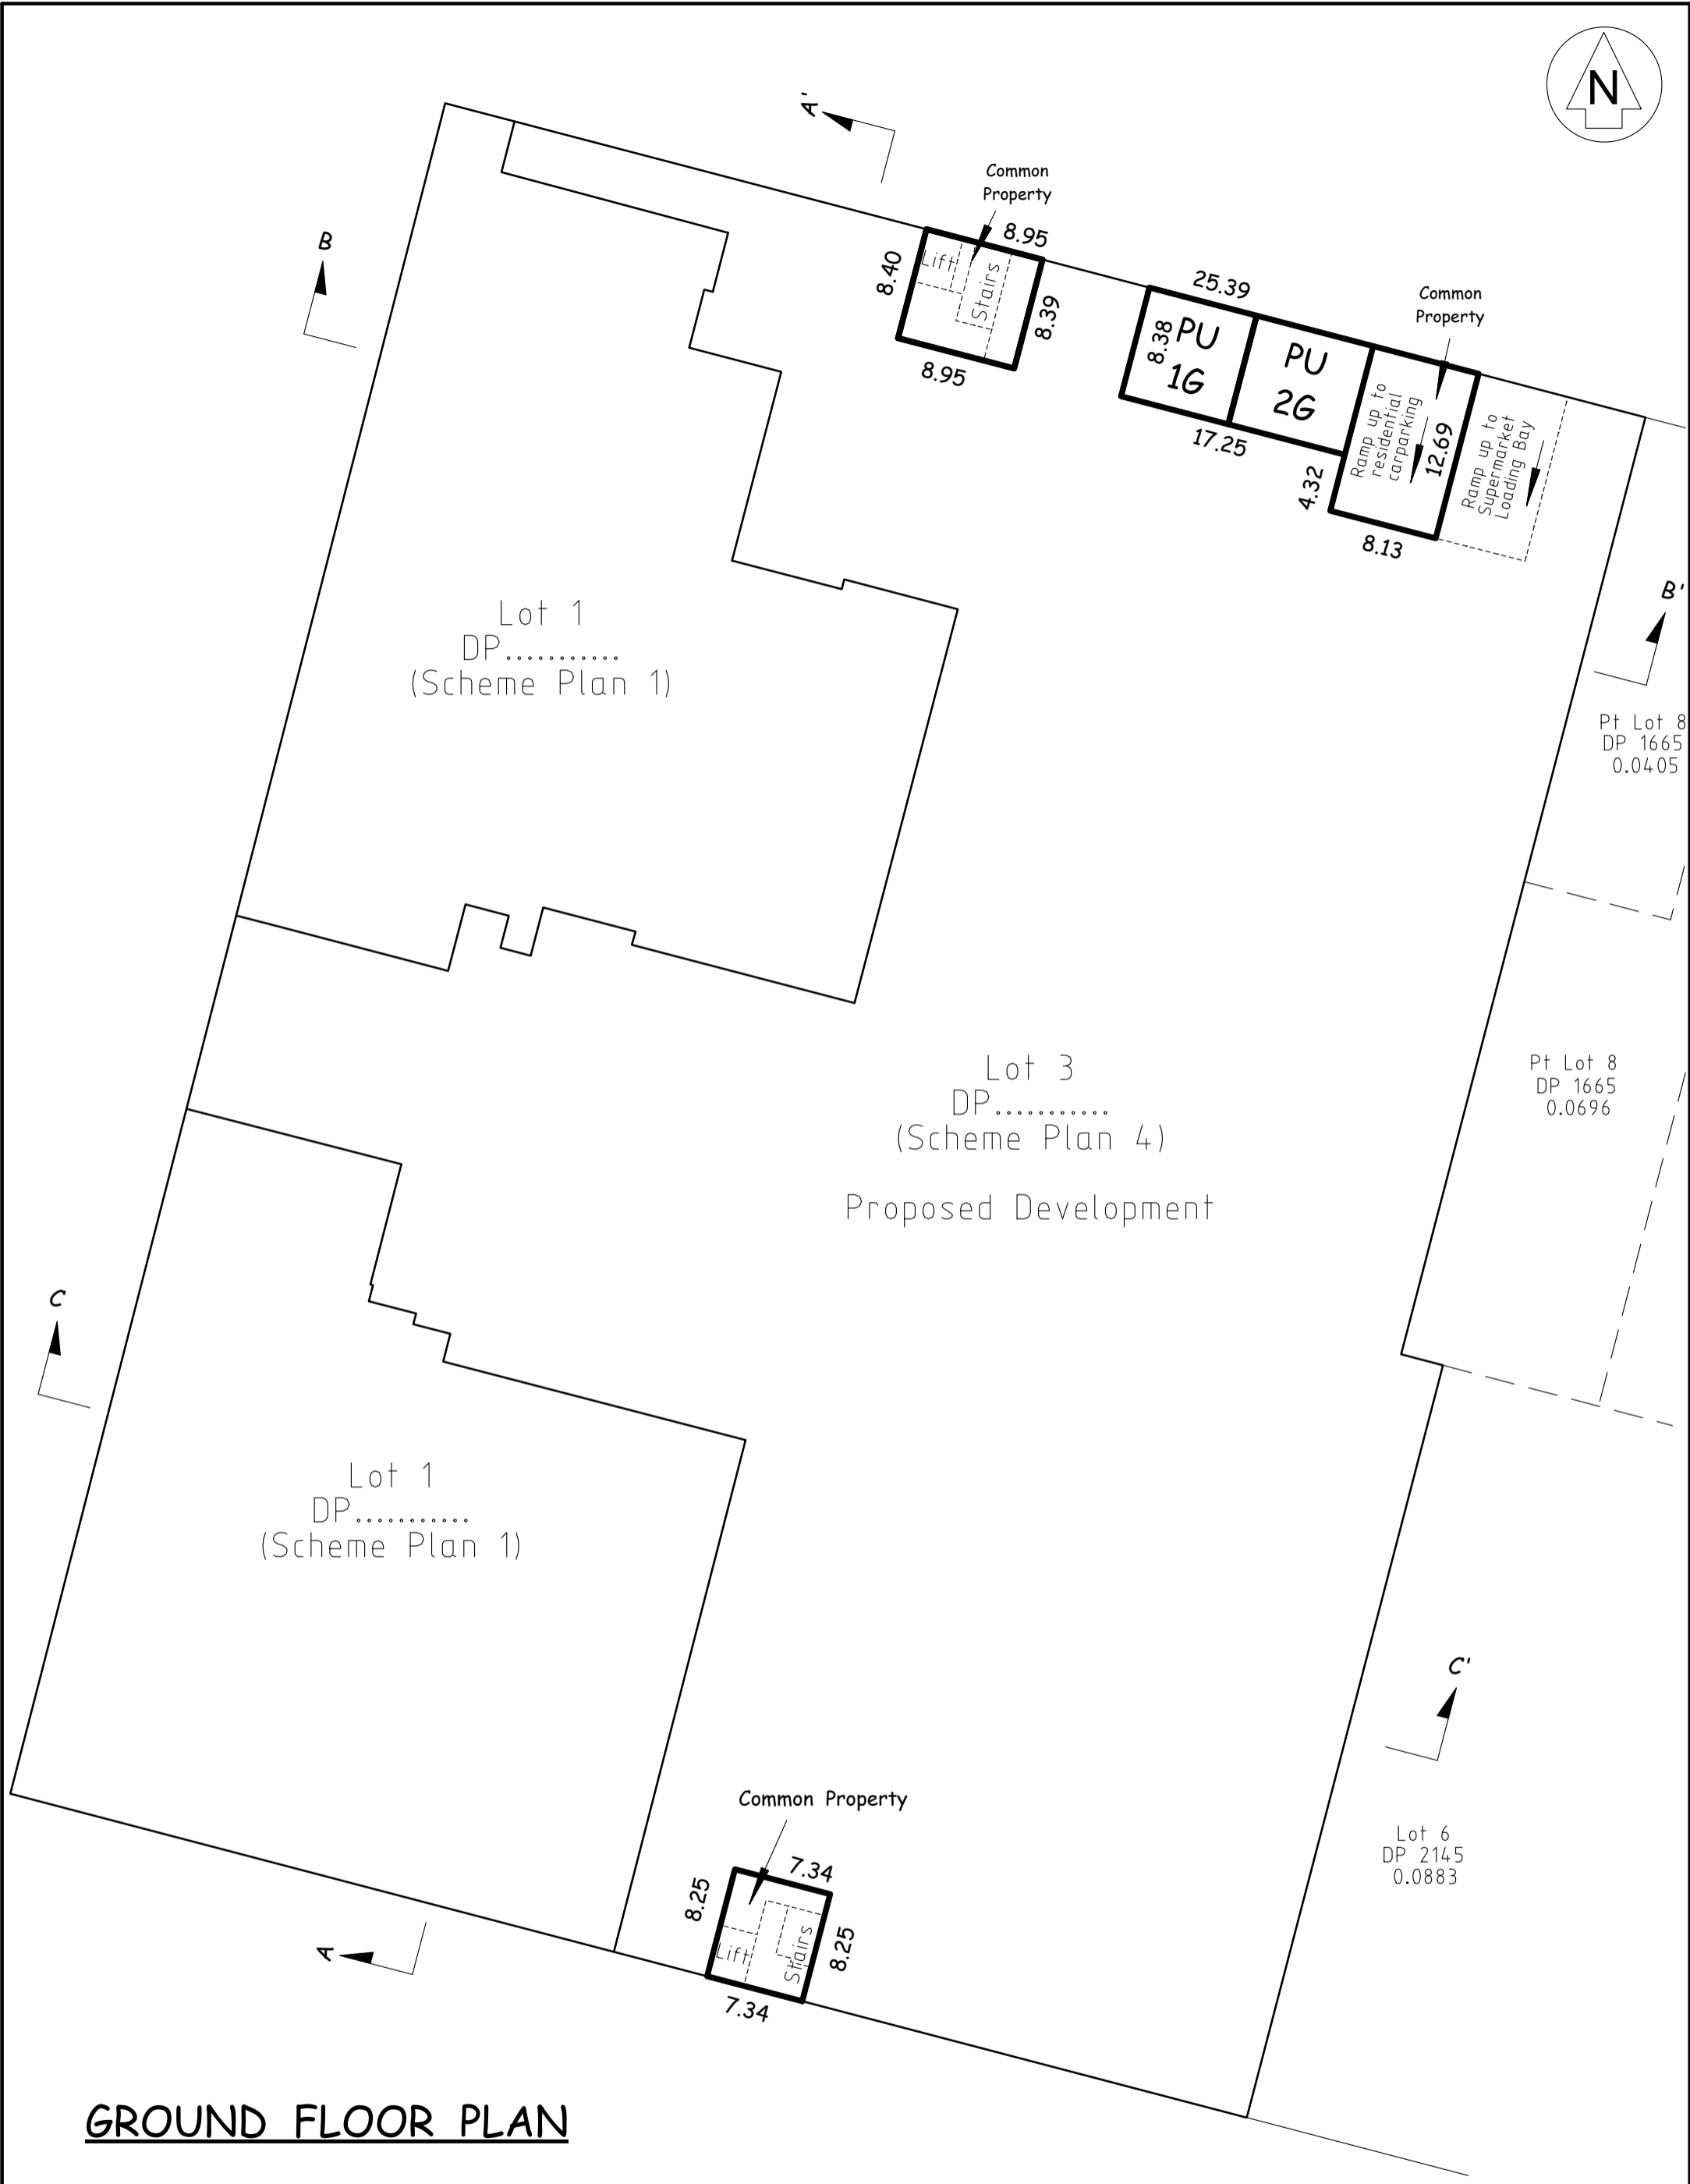 N
A'
Common
Property
B
8.95
8.40
Lift
Stairs
8.39
8.95
25.39
Common
Property
8.38
PU
1G
PU
2G
Ramp up to
residential
carparking
12.69
Ramp up to
Supermarket
Loading Bay
17.25
4.32
8.13
B'
Lot 1
DP...........
(Scheme Plan 1)
Pt Lot 8
DP 1665
0.0405
Lot 3
DP...........
(Scheme Plan 4)
Proposed Development
Pt Lot 8
DP 1665
0.0696
C
Lot 1
DP...........
(Scheme Plan 1)
C'
Common Property
Lot 6
DP 2145
0.0883
7.34
8.25
Lift
Stairs
8.25
A
7.34
GROUND FLOOR PLAN